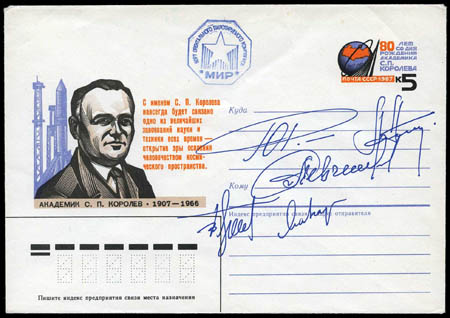 МИР
80 ЛЕТ
СО ДНЯ
РОЖДЕНИЯ
АКАДЕМИКА
С. П.
КОРОЛЕВА
ПОЧТА СССР • 1987
к5
С именем С. П. Королева
навсегда будет связано
одно из величайших
завоеваний науки и
техники всех времен —
открытие эры освоения
человечеством косми-
ческого пространства.
АКАДЕМИК С. П. КОРОЛЕВ • 1907—1966
Куда
Кому
Индекс предприятия связи и адрес отправителя
Пишите индекс предприятия связи места назначения